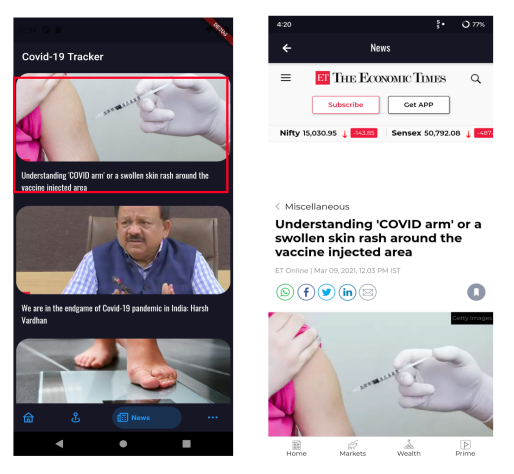 DEBUG
Covid-19 Tracker
Understanding 'COVID arm' or a swollen skin rash around the
vaccine injected area
We are in the endgame of Covid-19 pandemic in India: Harsh
Vardhan
News
4:20
77%
News
ET THE ECONOMIC TIMES
Subscribe
Get APP
Nifty 15,030.95 ↓ -143.85
Sensex 50,792.08 ↓ -487.
< Miscellaneous
Understanding 'COVID arm' or a
swollen skin rash around the
vaccine injected area
ET Online | Mar 09, 2021, 12.03 PM IST
Getty Images
Home
Markets
Wealth
Prime